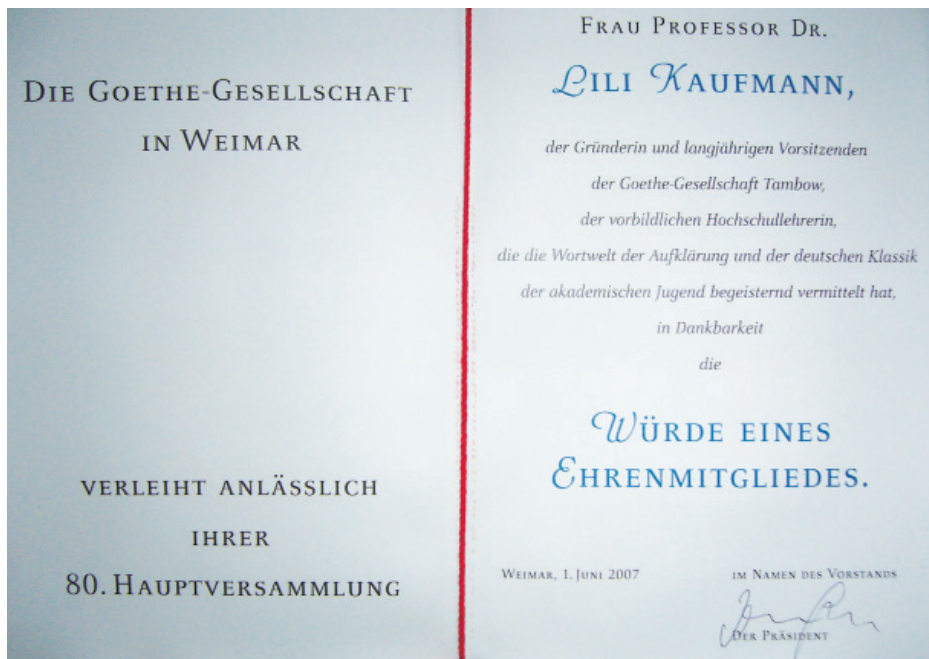 Die Goethe-Gesellschaft
in Weimar
verleiht anlässlich
ihrer
80. Hauptversammlung
Frau Professor Dr.
Lili Kaufmann,
der Gründerin und langjährigen Vorsitzenden
der Goethe-Gesellschaft Tambow,
der vorbildlichen Hochschullehrerin,
die die Wortwelt der Aufklärung und der deutschen Klassik
der akademischen Jugend begeisternd vermittelt hat,
in Dankbarkeit
die
Würde eines
Ehrenmitgliedes.
Weimar, 1. Juni 2007
im Namen des Vorstands
Der Präsident